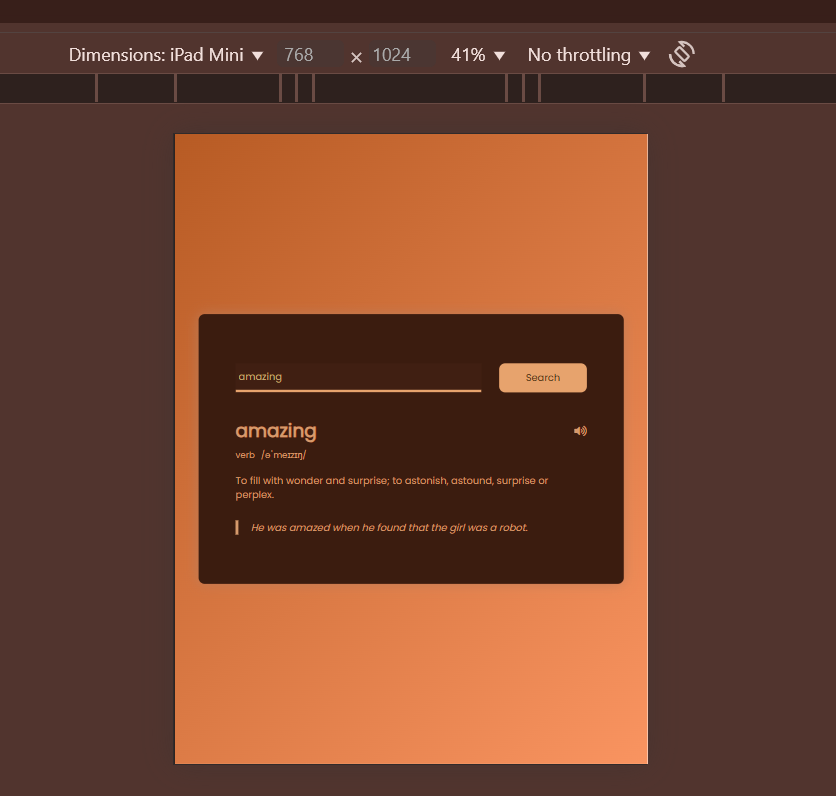 Dimensions: iPad Mini ▼ 768 × 1024 41% ▼ No throttling ▼
amazing Search
amazing
verb /əˈmeɪzɪŋ/
To fill with wonder and surprise; to astonish, astound, surprise or
perplex.
He was amazed when he found that the girl was a robot.